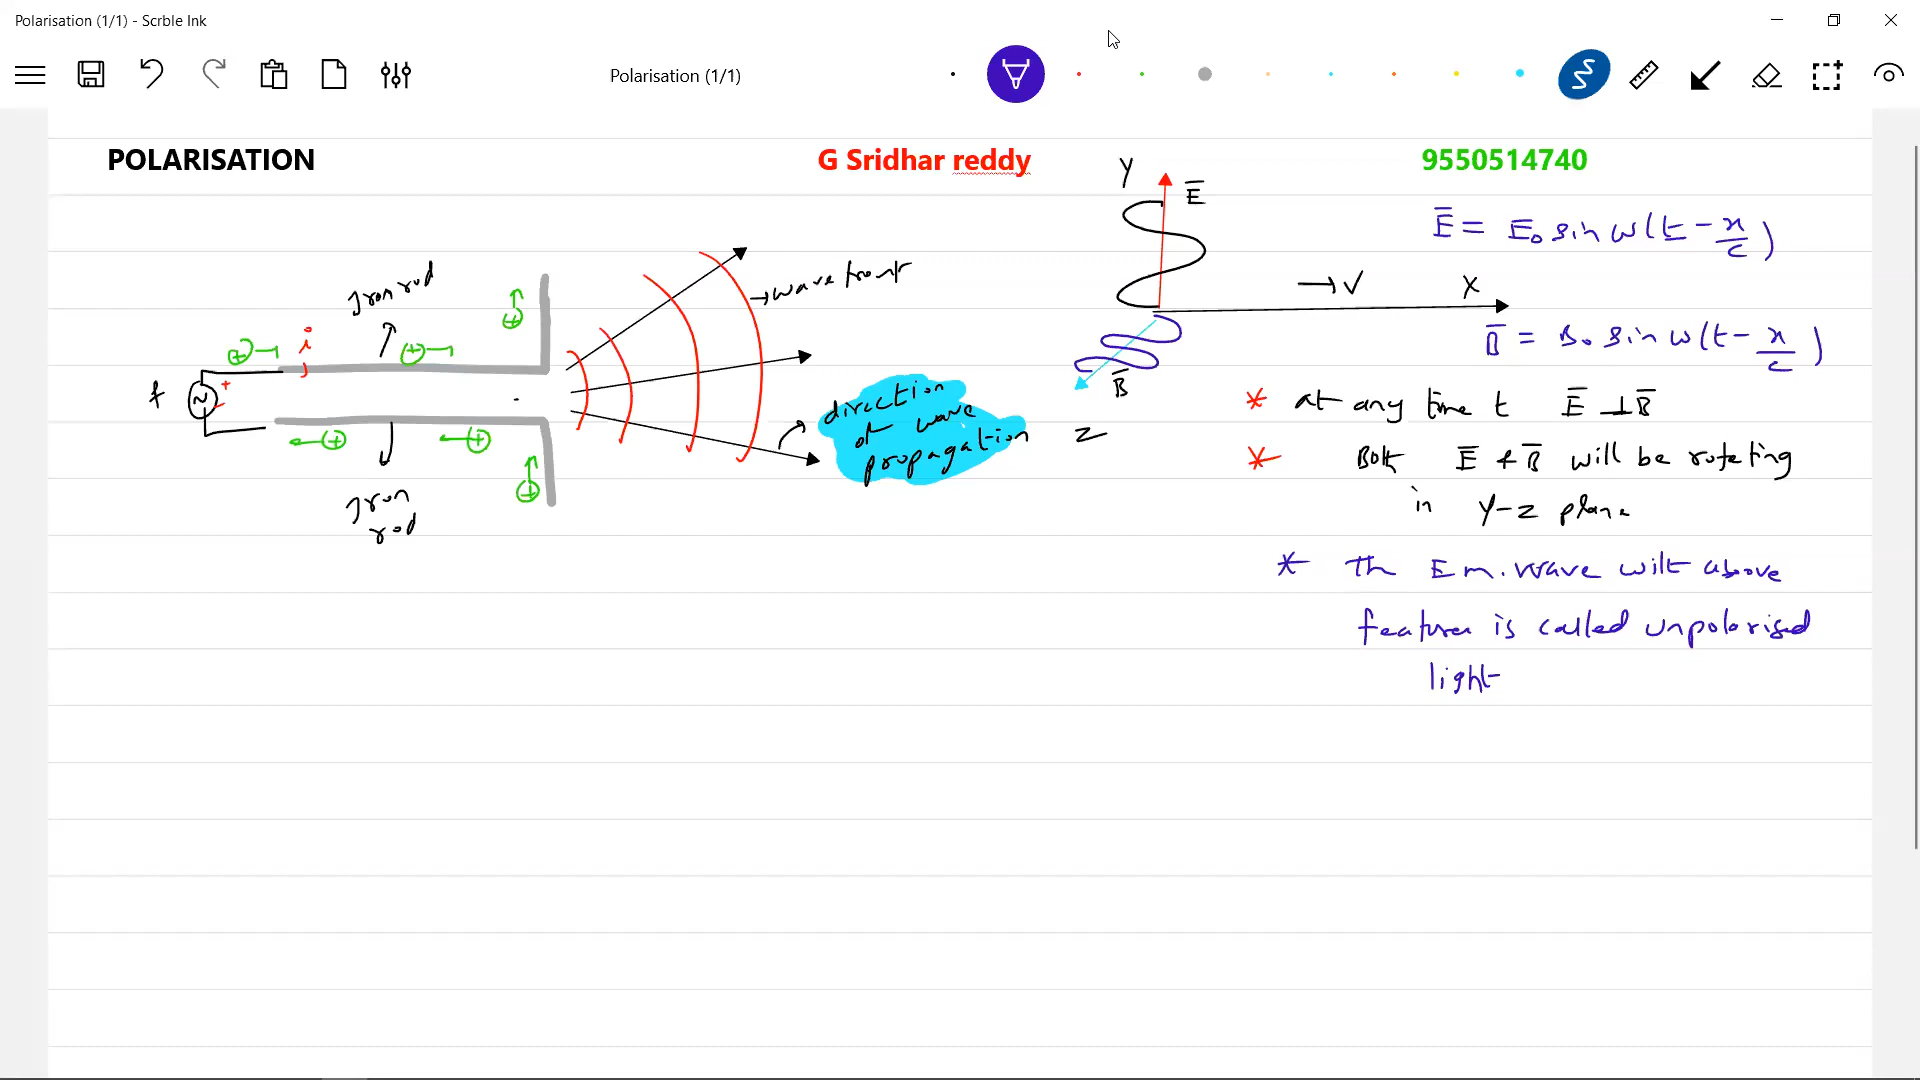 Polarisation (1/1) - Scrble Ink
Polarisation (1/1)
POLARISATION
G Sridhar reddy
9550514740
Y
E̅
E̅ = E₀ sin w(t - x/c)
→ V
X
B̅ = B₀ sin w(t - x/c)
B̅
Z
Iron rod
→ wave front
+
i
+
+
f
~
+
-
direction
of wave
propagation
+
+
+
Iron
rod
* at any time t E̅ ⊥ B̅
* Both E̅ & B̅ will be rotating
in Y-Z plane
* Th Em. wave with above
features is called unpolarised
light